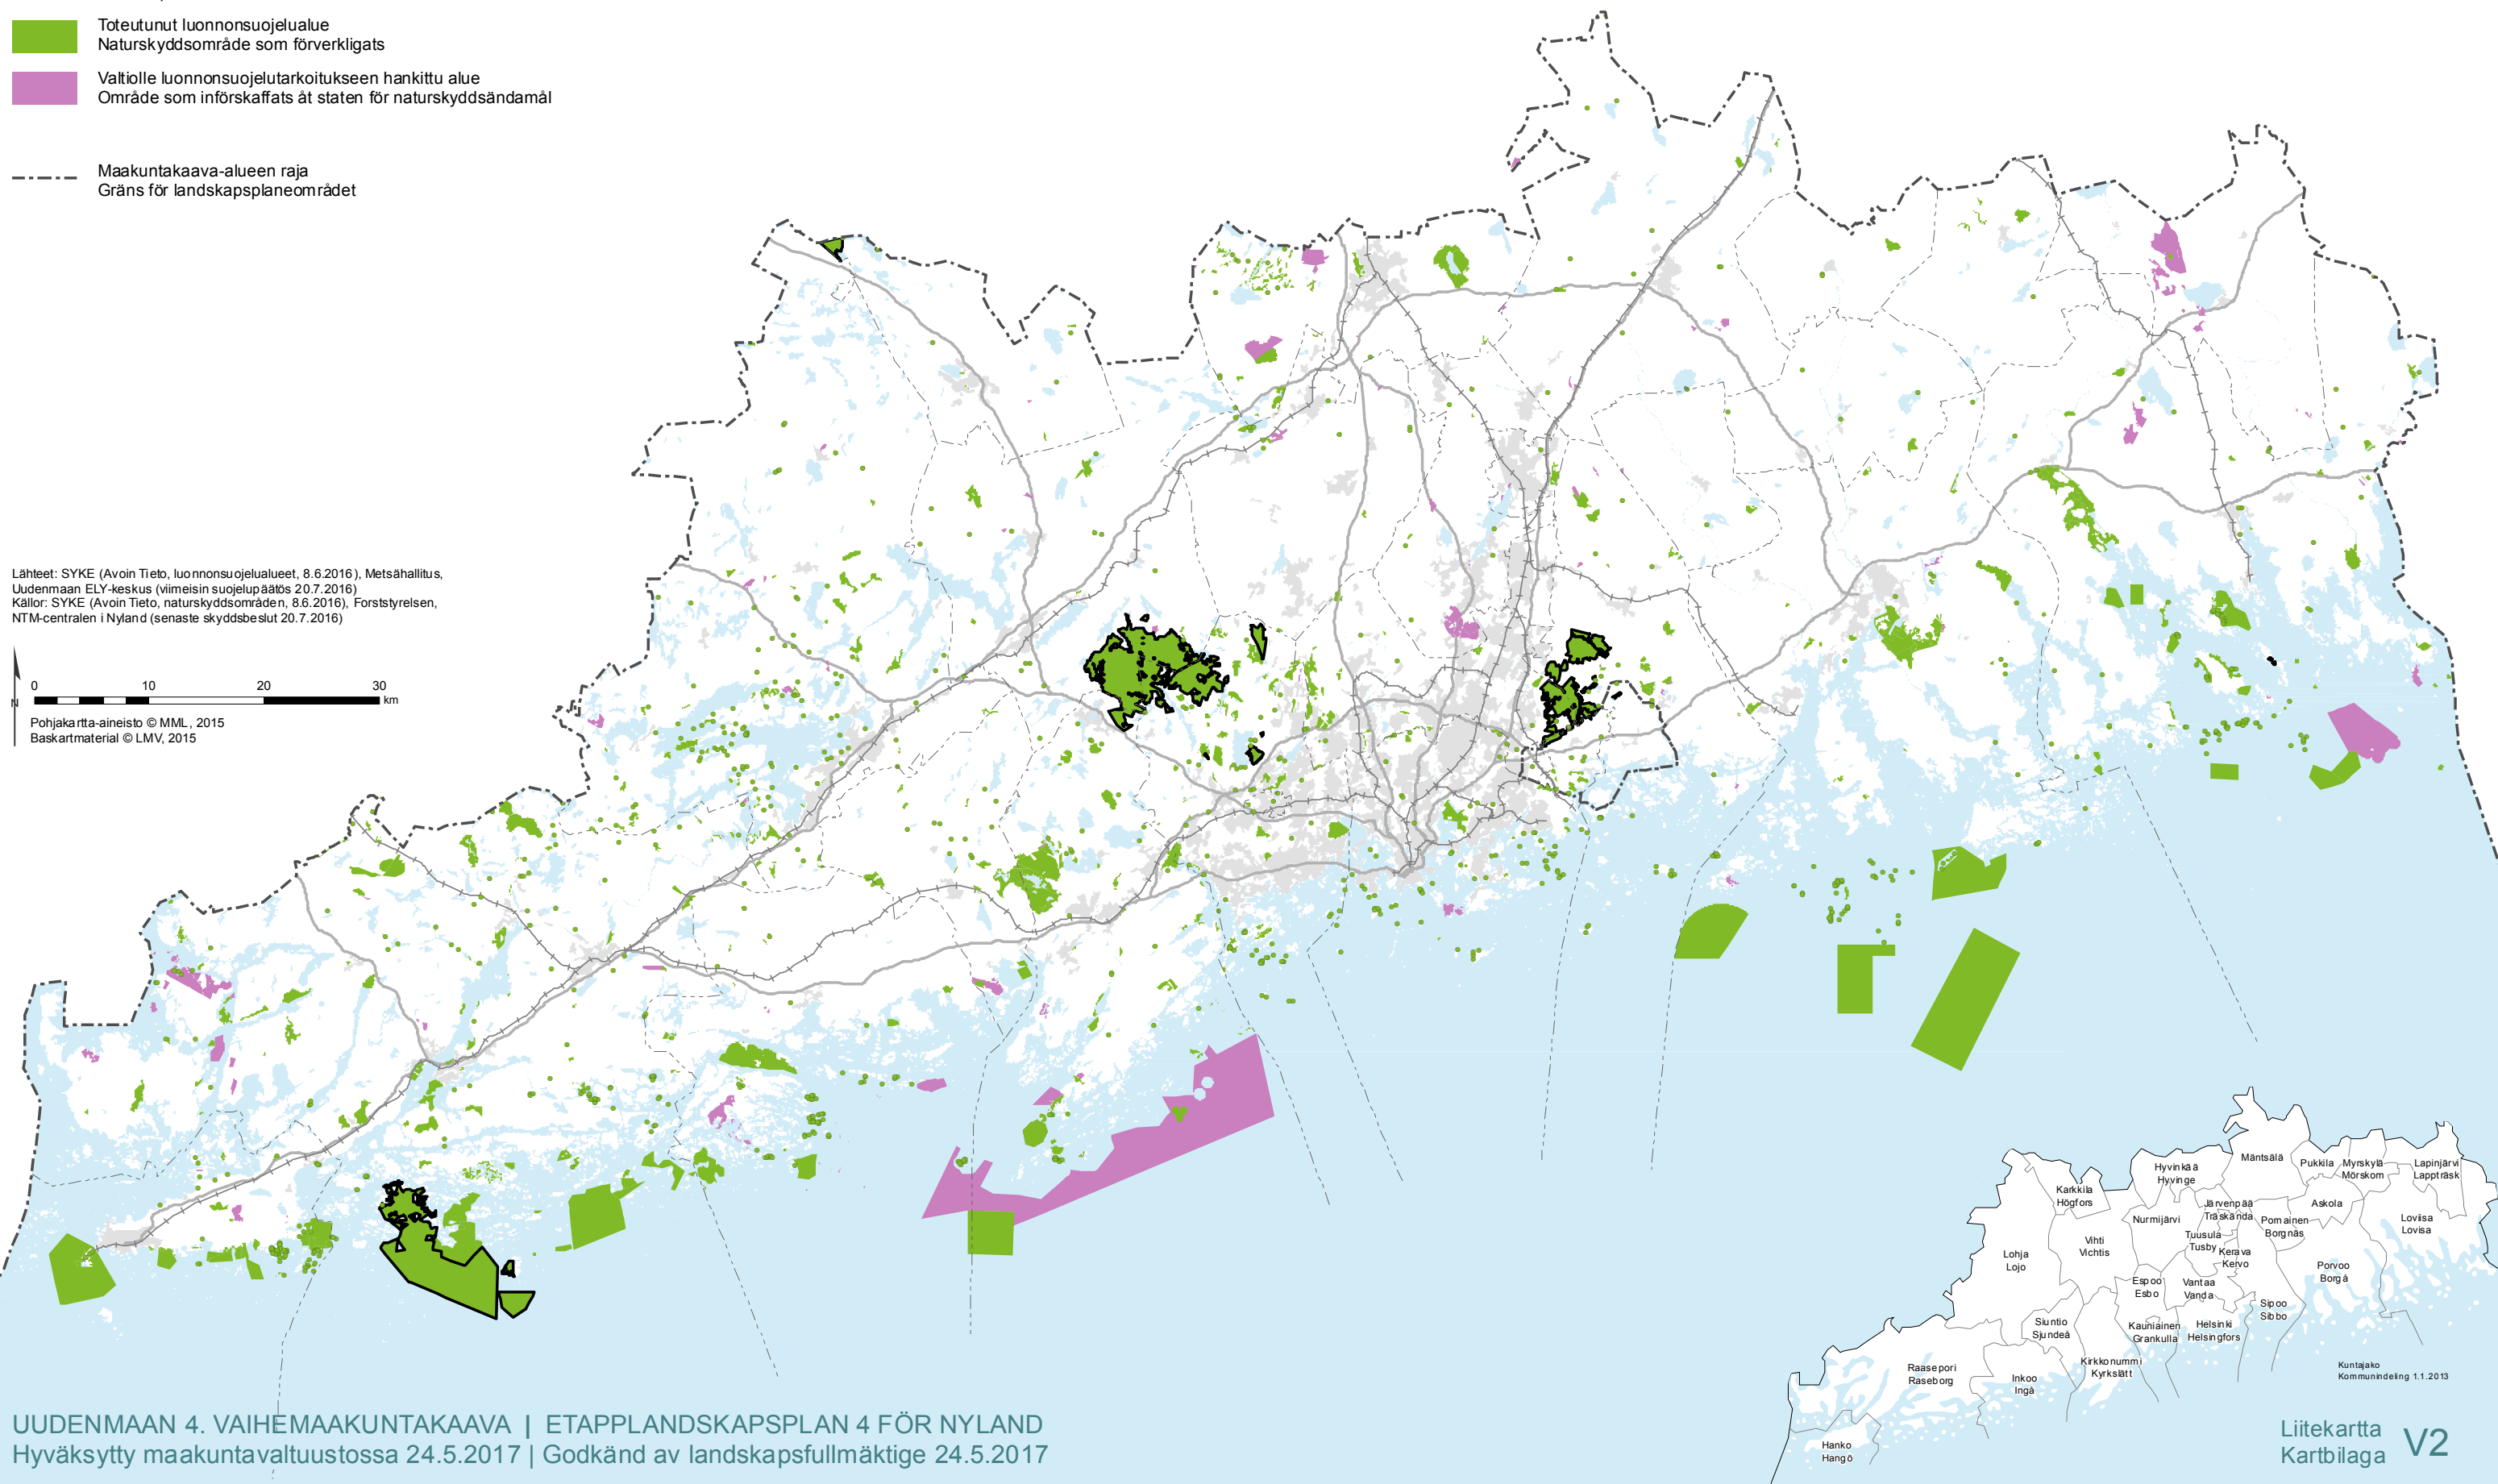 Toteutunut luonnonsuojelualue
Naturskyddsområde som förverkligats
Valtiolle luonnonsuojelutarkoitukseen hankittu alue
Område som införskaffats åt staten för naturskyddsändamål
Maakuntakaava-alueen raja
Gräns för landskapsplaneområdet
Lähteet: SYKE (Avoin Tieto, luonnonsuojelualueet, 8.6.2016), Metsähallitus,
Uudenmaan ELY-keskus (viimeisin suojelupäätös 20.7.2016)
Källor: SYKE (Avoin Tieto, naturskyddsområden, 8.6.2016), Forststyrelsen,
NTM-centralen i Nyland (senaste skyddsbeslut 20.7.2016)
N
0 10 20 30
km
Pohjakartta-aineisto © MML, 2015
Baskartmaterial © LMV, 2015
Mäntsälä
Hyvinkää
Hyvinge
Pukkila
Myrskylä
Mörskom
Lapinjärvi
Lappträsk
Karkkila
Högfors
Järvenpää
Träskända
Askola
Nurmijärvi
Pornainen
Borgnäs
Loviisa
Lovisa
Vihti
Vichtis
Tuusula
Tusby
Kerava
Kervo
Lohja
Lojo
Porvoo
Borgå
Espoo
Esbo
Vantaa
Vanda
Sipoo
Sibbo
Siuntio
Sjundeå
Kauniainen
Grankulla
Helsinki
Helsingfors
Kirkkonummi
Kyrkslätt
Raasepori
Raseborg
Inkoo
Ingå
Hanko
Hangö
Kuntajako
Kommunindeling 1.1.2013
UUDENMAAN 4. VAIHEMAAKUNTAKAAVA | ETAPPLANDSKAPSPLAN 4 FÖR NYLAND
Hyväksytty maakuntavaltuustossa 24.5.2017 | Godkänd av landskapsfullmäktige 24.5.2017
Liitekartta
Kartbilaga V2